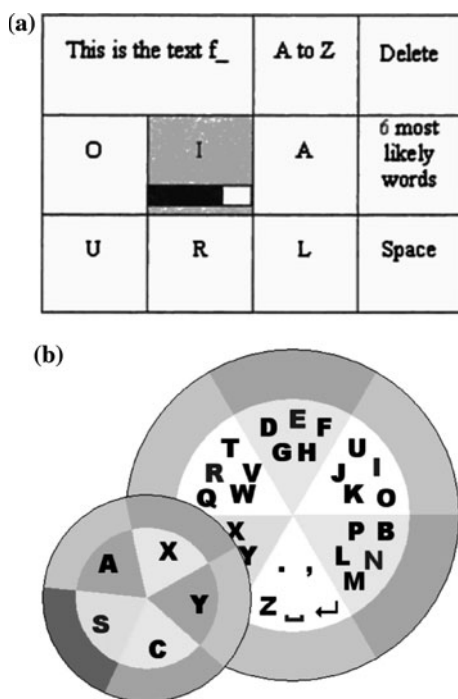 (a)
This is the text f_ A to Z Delete
O I A 6 most
likely
words
U R L Space
(b)
D E F
G H
T
R V
Q W
U
J I
K O
X
Y
P B
L N
M
. ,
Z ␣ ↵
A X
Y
S C